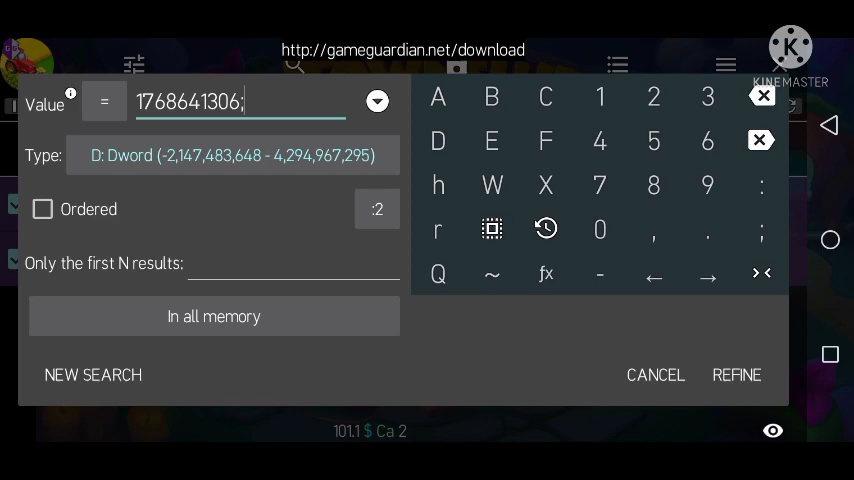 http://gameguardian.net/download
KINEMASTER
Value i = 1768641306;
Type: D: Dword (-2,147,483,648 - 4,294,967,295)
Ordered :2
Only the first N results:
In all memory
NEW SEARCH CANCEL REFINE
A B C 1 2 3
D E F 4 5 6
h W X 7 8 9 :
r 0 , . ;
Q ~ ƒx - ← → ><
101.1 $ Ca 2